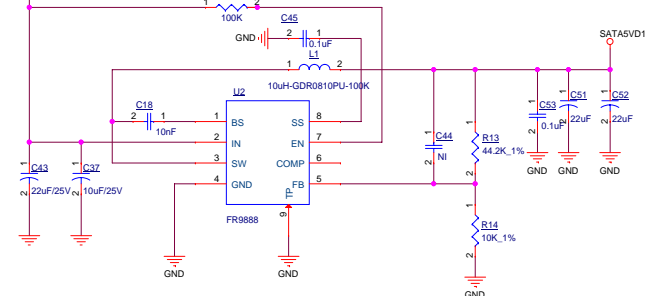 1
2
100K
C45
GND
2
1
0.1uF
SATA5VD1
L1
1
2
10uH-GDR0810PU-100K
U2
C18
2
1
10nF
1
BS
SS
8
2
IN
EN
7
3
SW
COMP
6
4
GND
FB
5
TP
9
FR9888
C43
1
2
22uF/25V
C37
1
2
10uF/25V
GND
GND
1
C44
2
NI
1
R13
44.2K_1%
2
1
R14
10K_1%
2
GND
1
C53
0.1uF
2
GND
1
C51
22uF
2
GND
1
C52
22uF
2
GND